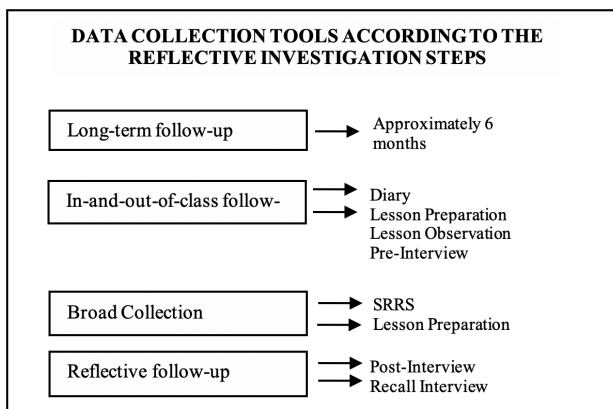 DATA COLLECTION TOOLS ACCORDING TO THE
REFLECTIVE INVESTIGATION STEPS
Long-term follow-up
Approximately 6
months
In-and-out-of-class follow-
Diary
Lesson Preparation
Lesson Observation
Pre-Interview
Broad Collection
SRRS
Lesson Preparation
Reflective follow-up
Post-Interview
Recall Interview